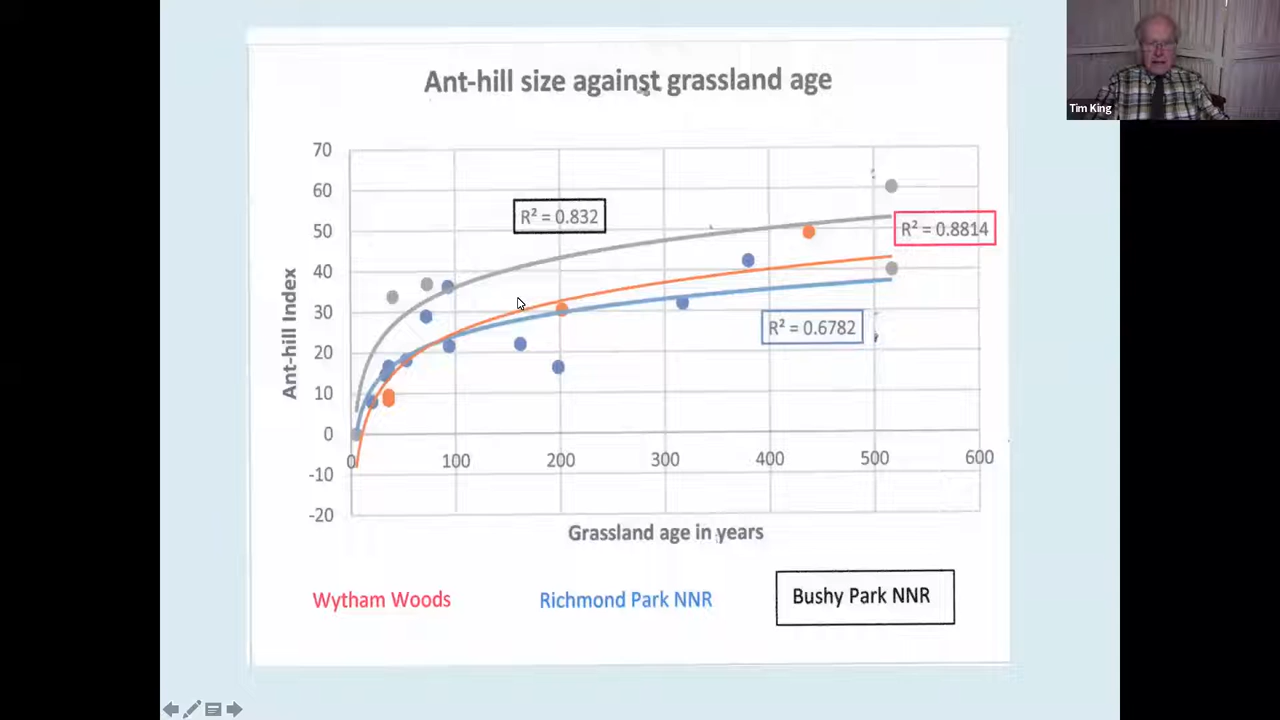 Ant-hill size against grassland age
Tim King
70
60
50
40
30
20
10
0
-10
-20
Ant-hill Index
R² = 0.832
R² = 0.8814
R² = 0.6782
0 100 200 300 400 500 600
Grassland age in years
Wytham Woods
Richmond Park NNR
Bushy Park NNR